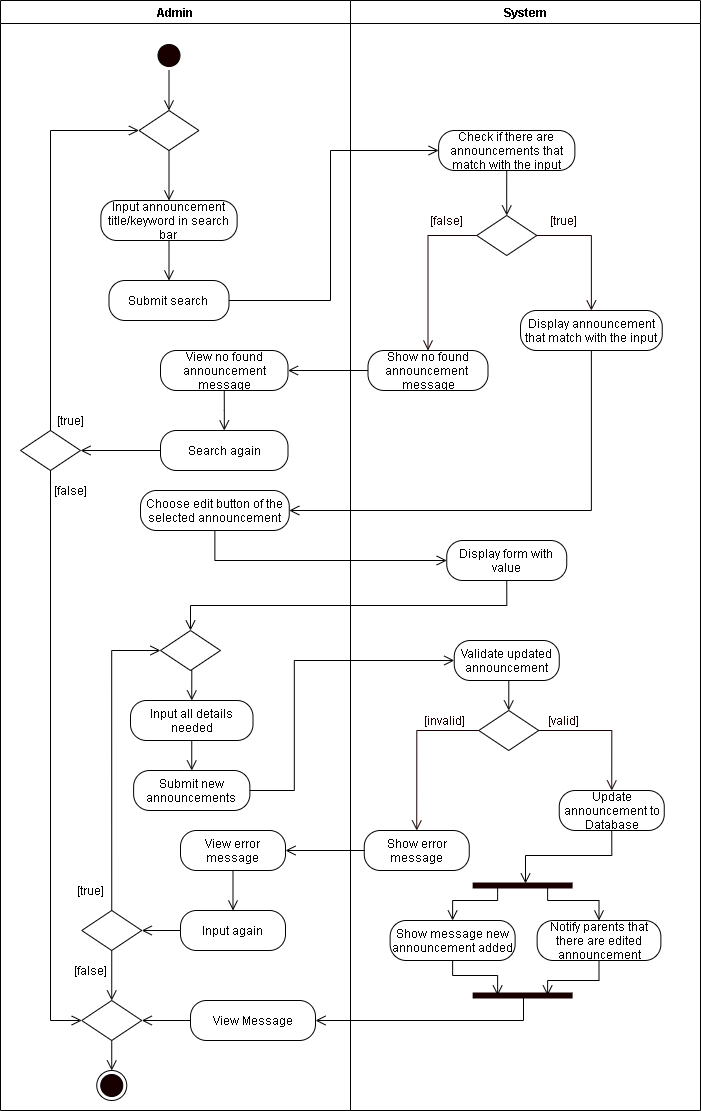 Admin
System
Check if there are
announcements that
match with the input
Input announcement
title/keyword in search
bar
[false]
[true]
Submit search
Display announcement
that match with the input
View no found
announcement
message
Show no found
announcement
message
[true]
Search again
[false]
Choose edit button of the
selected announcement
Display form with
value
Validate updated
announcement
Input all details
needed
[invalid]
[valid]
Submit new
announcements
Update
announcement to
Database
View error
message
Show error
message
[true]
Input again
Show message new
announcement added
Notify parents that
there are edited
announcement
[false]
View Message